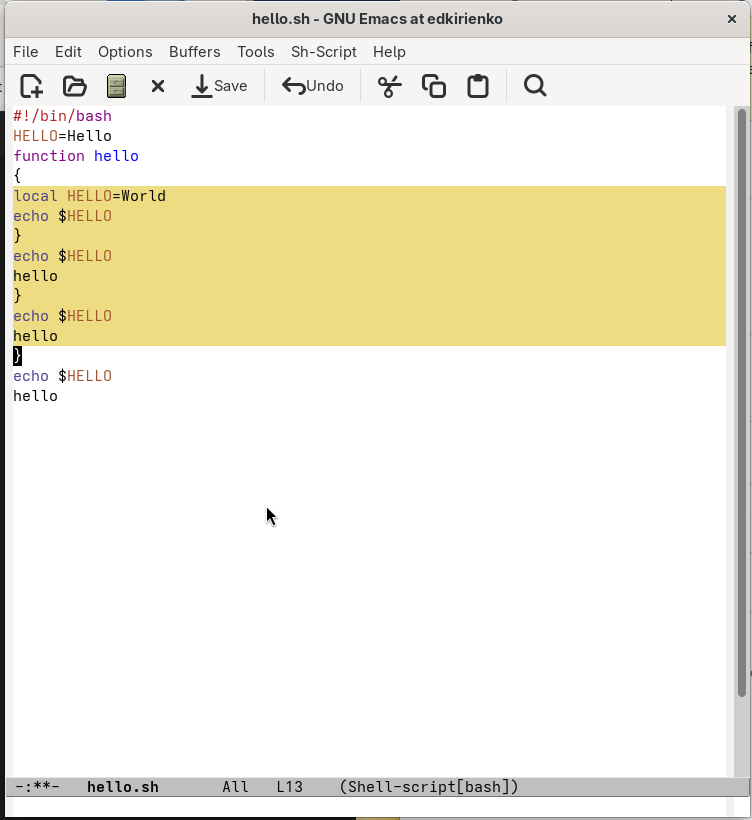 hello.sh - GNU Emacs at edkirienko
File Edit Options Buffers Tools Sh-Script Help
Save Undo
#!/bin/bash
HELLO=Hello
function hello
{
local HELLO=World
echo $HELLO
}
echo $HELLO
hello
}
echo $HELLO
hello
}
echo $HELLO
hello
-:**- hello.sh All L13 (Shell-script[bash])